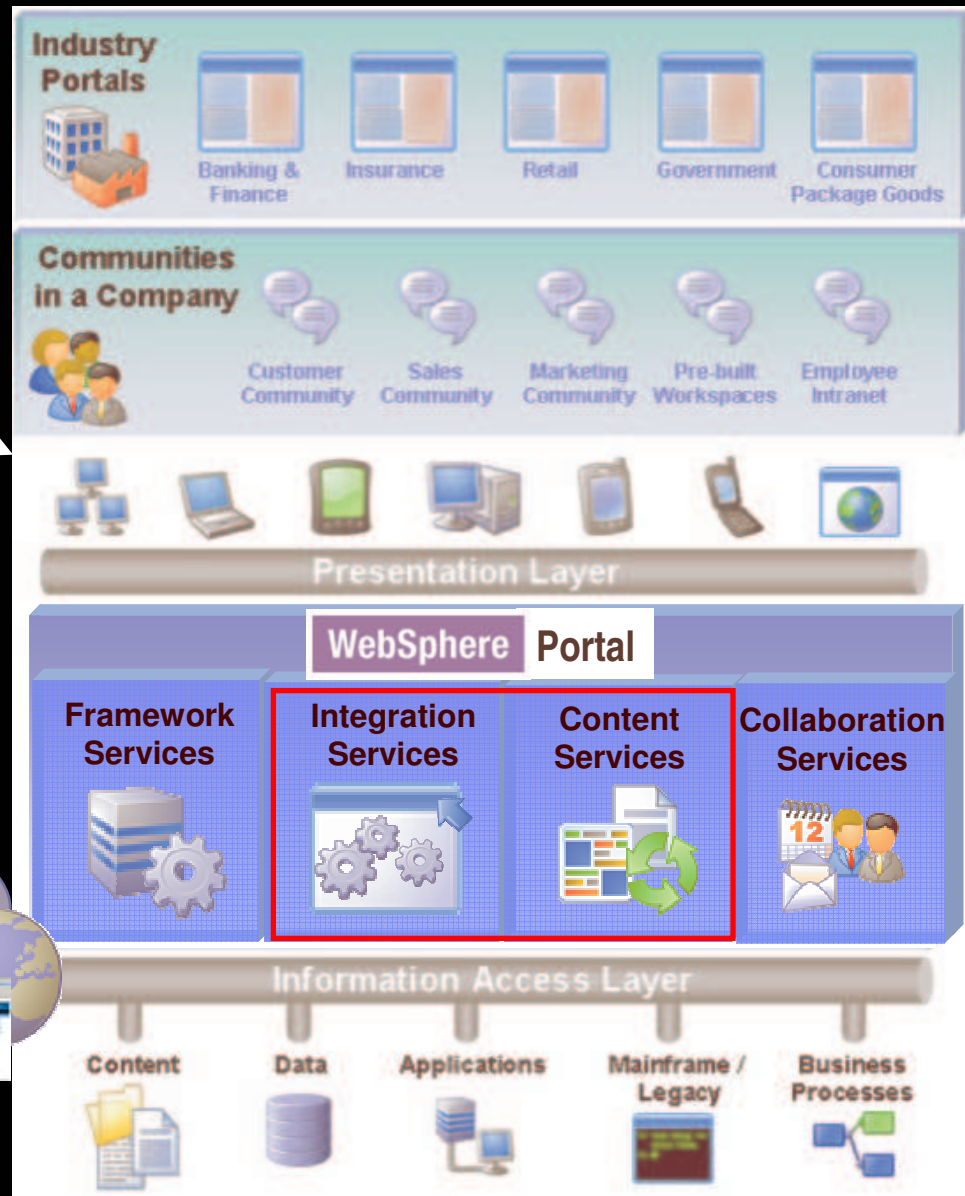 Industry
Portals
Banking &
Finance
Insurance
Retail
Government
Consumer
Package Goods
Communities
in a Company
Customer
Community
Sales
Community
Marketing
Community
Pre-built
Workspaces
Employee
Intranet
Presentation Layer
WebSphere Portal
Framework
Services
Integration
Services
Content
Services
Collaboration
Services
12
Information Access Layer
Content
Data
Applications
Mainframe /
Legacy
Business
Processes